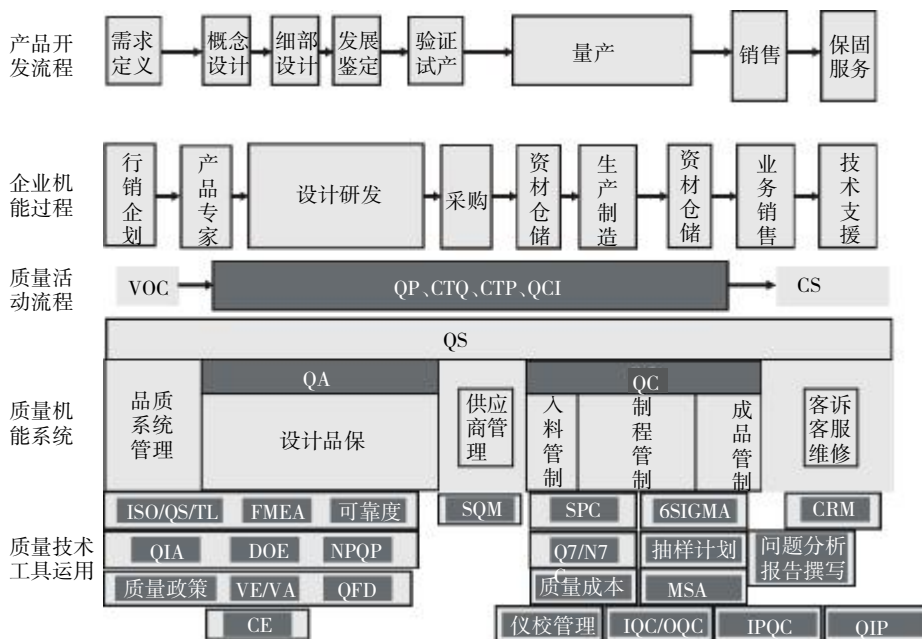 产品开
发流程
需求
定义
概念
设计
细部
设计
发展
鉴定
验证
试产
量产
销售
保固
服务
企业机
能过程
行销企划
产品专家
设计研发
采购
资材仓储
生产制造
资材仓储
业务销售
技术支援
质量活
动流程
VOC
QP、CTQ、CTP、QCI
CS
QS
质量机
能系统
品质
系统
管理
QA
设计品保
供应
商管
理
QC
入料管制
制程管制
成品管制
客诉
客服
维修
质量技术
工具运用
ISO/QS/TL
FMEA
可靠度
SQM
SPC
6SIGMA
CRM
QIA
DOE
NPQP
Q7/N7
C
抽样计划
问题分析
报告撰写
质量政策
VE/VA
QFD
质量成本
MSA
CE
仪校管理
IQC/OQC
IPQC
QIP